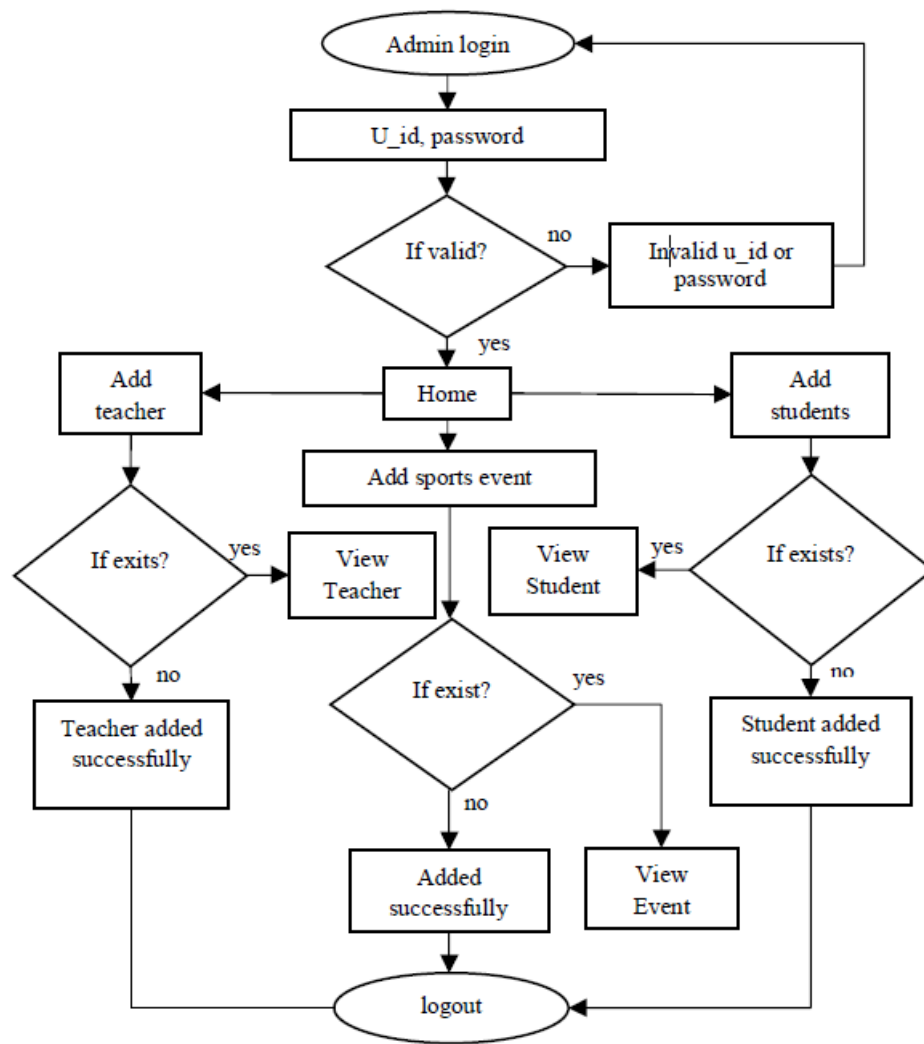 Admin login
U_id, password
If valid?
no
Invalid u_id or
password
yes
Add
teacher
Home
Add
students
Add sports event
If exits?
yes
View
Teacher
View
Student
yes
If exists?
no
If exist?
yes
no
Teacher added
successfully
Student added
successfully
no
Added
successfully
View
Event
logout